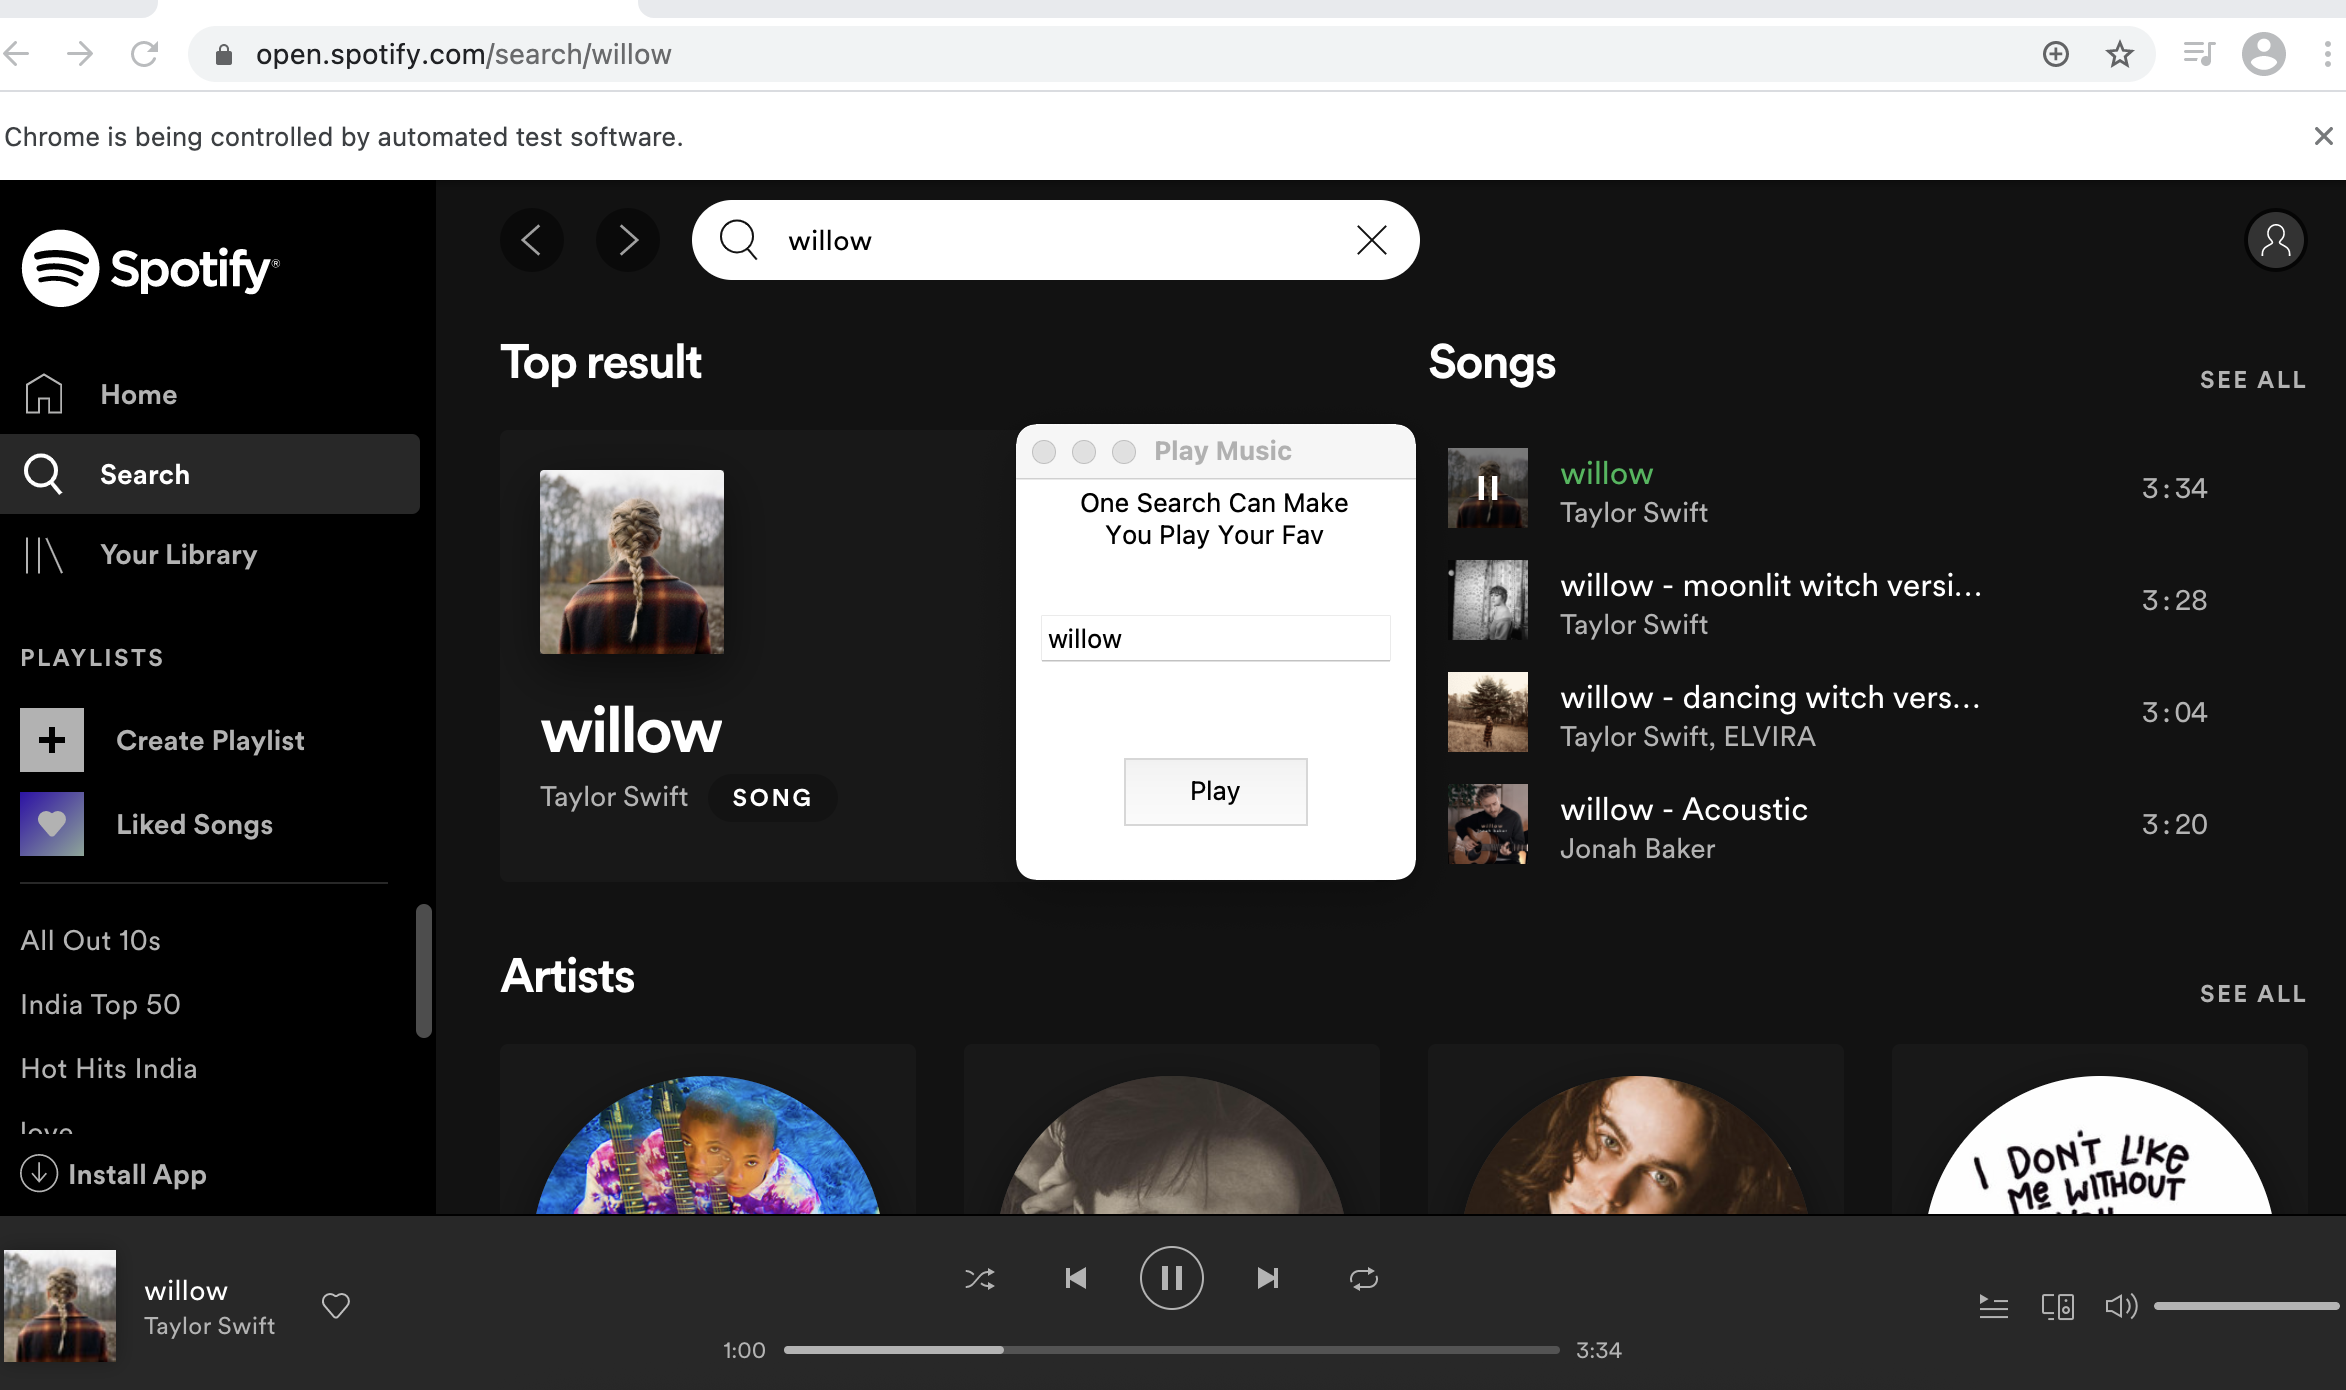 open.spotify.com/search/willow
Chrome is being controlled by automated test software.
Spotify®
Home
Search
Your Library
PLAYLISTS
Create Playlist
Liked Songs
All Out 10s
India Top 50
Hot Hits India
love
Install App
willow
Top result
willow
Taylor Swift SONG
Play Music
One Search Can Make
You Play Your Fav
willow
Play
Songs
SEE ALL
willow
Taylor Swift
3:34
willow - moonlit witch versi...
Taylor Swift
3:28
willow - dancing witch vers...
Taylor Swift, ELVIRA
3:04
willow - Acoustic
Jonah Baker
3:20
Artists
SEE ALL
I DON'T LIKE
ME WITHOUT
willow
Taylor Swift
1:00
3:34